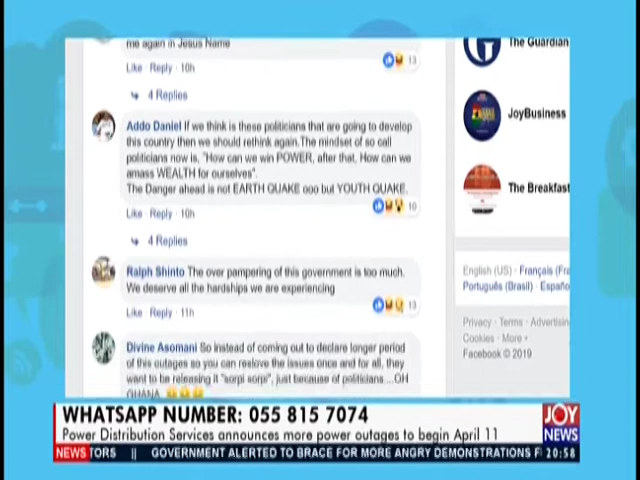 me again in Jesus Name
Like · Reply · 10h
13
4 Replies
Addo Daniel If we think is these politicians that are going to develop
this country then we should rethink again.The mindset of so call
politicians now is, "How can we win POWER, after that, How can we
amass WEALTH for ourselves".
The Danger ahead is not EARTH QUAKE ooo but YOUTH QUAKE.
Like · Reply · 10h
10
4 Replies
Ralph Shinto The over pampering of this government is too much.
We deserve all the hardships we are experiencing
Like · Reply · 11h
13
Divine Asomani So instead of coming out to declare longer period
of this outages so you can reslove the issues once and for all, they
want to be releasing it "sorpi sorpi", just because of politicians....OH
GHANA
The Guardian
JoyBusiness
The Breakfast
English (US) · Français (Fra
Português (Brasil) · Españo
Privacy · Terms · Advertisin
Cookies · More
Facebook © 2019
WHATSAPP NUMBER: 055 815 7074
Power Distribution Services announces more power outages to begin April 11
JOY
NEWS
NEWS TORS || GOVERNMENT ALERTED TO BRACE FOR MORE ANGRY DEMONSTRATIONS F 20:58